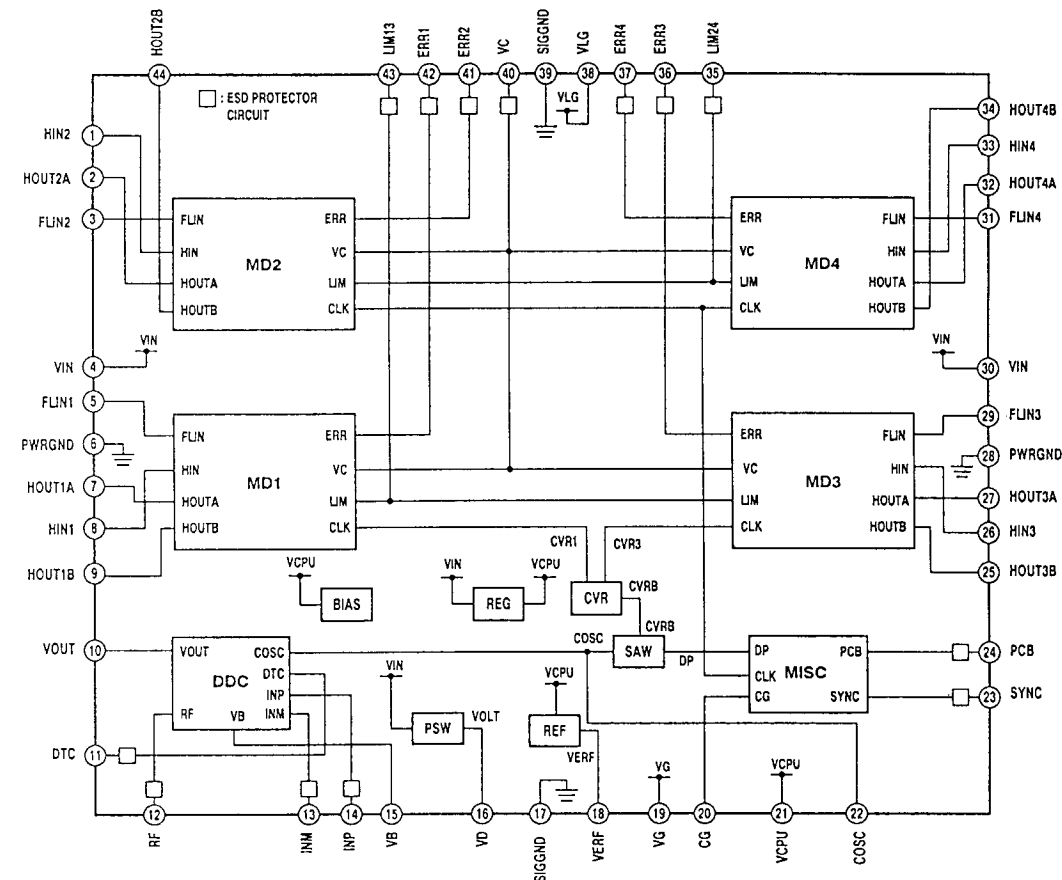 HOUT2B
LIM13
ERR1
ERR2
VC
SIGGND
VLG
ERR4
ERR3
LIM24
44
43
42
41
40
39
38
37
36
35
: ESD PROTECTOR
CIRCUIT
VLG
HIN2
1
HOUT2A
2
FLIN2
3
34
HOUT4B
33
HIN4
32
HOUT4A
31
FLIN4
FLIN
HIN
HOUTA
HOUTB
MD2
ERR
VC
LIM
CLK
ERR
VC
LIM
CLK
MD4
FLIN
HIN
HOUTA
HOUTB
VIN
VIN
VIN
4
30
VIN
FLIN1
5
PWRGND
6
HOUT1A
7
HIN1
8
HOUT1B
9
29
FLIN3
28
PWRGND
27
HOUT3A
26
HIN3
25
HOUT3B
FLIN
HIN
HOUTA
HOUTB
MD1
ERR
VC
LIM
CLK
ERR
VC
LIM
CLK
MD3
FLIN
HIN
HOUTA
HOUTB
CVR1
CVR3
VCPU
BIAS
VIN
REG
VCPU
CVR
CVRB
CVRB
COSC
SAW
DP
VOUT
10
VOUT
COSC
DTC
INP
INM
DDC
RF
VB
VIN
PSW
VOLT
VCPU
REF
VERF
DP
CLK
CG
MISC
PCB
SYNC
24
PCB
23
SYNC
DTC
11
VG
VCPU
12
13
14
15
16
17
18
19
20
21
22
RF
INM
INP
VB
VD
SIGGND
VERF
VG
CG
VCPU
COSC